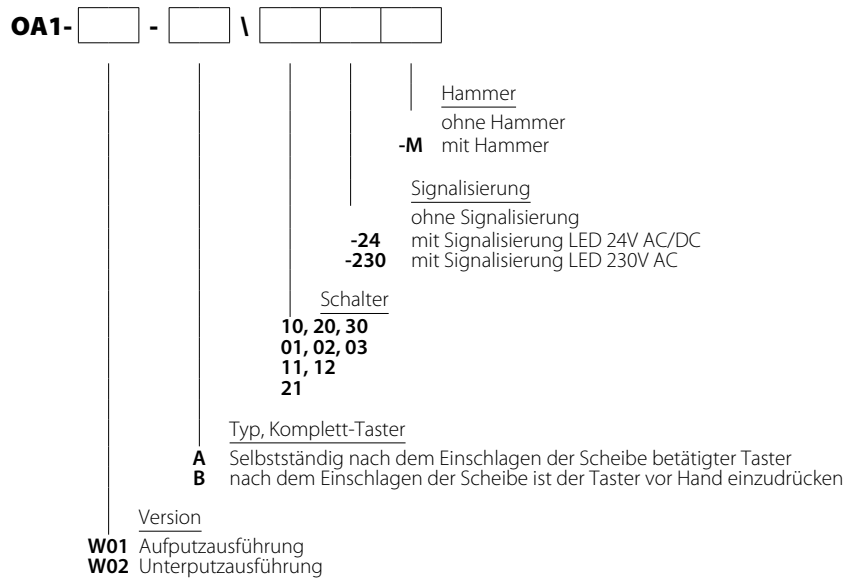 OA1- - \
Hammer
ohne Hammer
-M mit Hammer
Signalisierung
ohne Signalisierung
-24 mit Signalisierung LED 24V AC/DC
-230 mit Signalisierung LED 230V AC
Schalter
10, 20, 30
01, 02, 03
11, 12
21
Typ, Komplett-Taster
A Selbstständig nach dem Einschlagen der Scheibe betätigter Taster
B nach dem Einschlagen der Scheibe ist der Taster vor Hand einzudrücken
Version
W01 Aufputzausführung
W02 Unterputzausführung